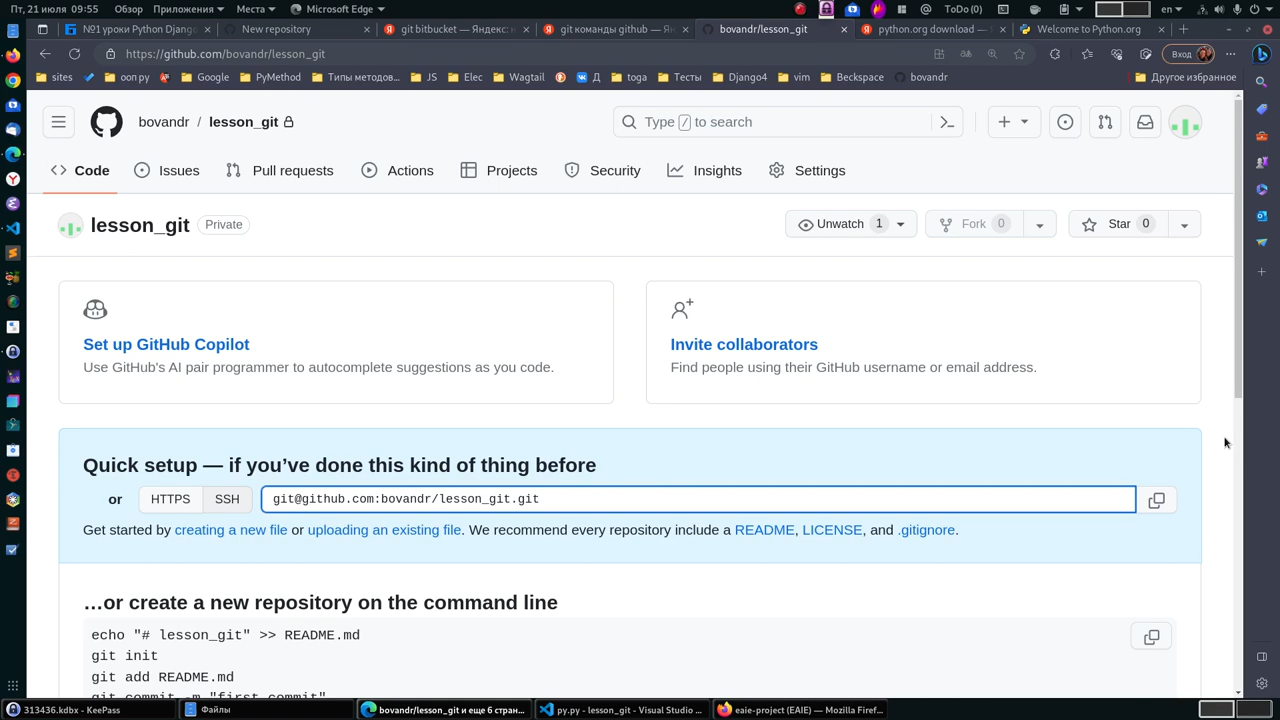 Пт, 21 июля  09:55
Обзор
Приложения
Места
Microsoft Edge
ToDo(0)
en
№1 уроки Python Django
New repository
git bitbucket — Яндекс: н
git команды github — Ян
bovandr/lesson_git
python.org download — S
Welcome to Python.org
https://github.com/bovandr/lesson_git
Вход
sites
ооп ру
Google
PyMethod
Типы методов...
JS
Elec
Wagtail
Д
toga
Тесты
Django4
vim
Beckspace
bovandr
Другое избранное
bovandr / lesson_git
Type / to search
Code
Issues
Pull requests
Actions
Projects
Security
Insights
Settings
lesson_git
Private
Unwatch 1
Fork 0
Star 0
Set up GitHub Copilot
Use GitHub's AI pair programmer to autocomplete suggestions as you code.
Invite collaborators
Find people using their GitHub username or email address.
Quick setup — if you’ve done this kind of thing before
or
HTTPS
SSH
git@github.com:bovandr/lesson_git.git
Get started by creating a new file or uploading an existing file. We recommend every repository include a README, LICENSE, and .gitignore.
…or create a new repository on the command line
echo "# lesson_git" >> README.md
git init
git add README.md
git commit -m "first commit"
313436.kdbx - KeePass
Файлы
bovandr/lesson_git и еще 6 стран...
py.py - lesson_git - Visual Studio ...
eaie-project (EAIE) — Mozilla Firef...